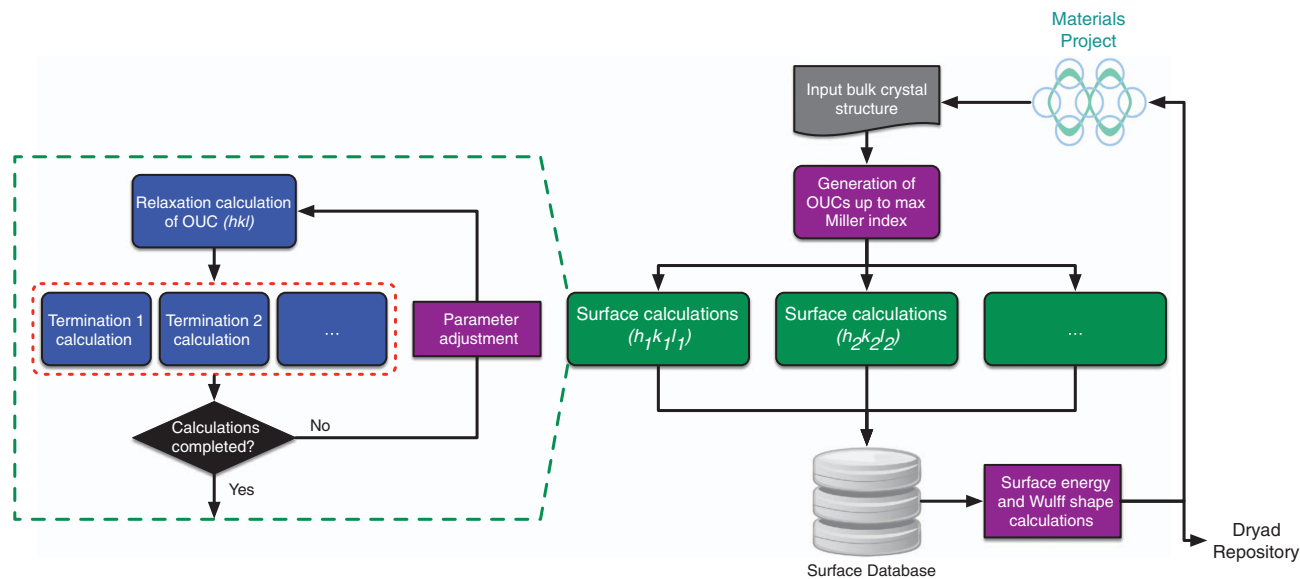 Materials
Project
Input bulk crystal
structure
Generation of
OUCs up to max
Miller index
Relaxation calculation
of OUC (hkl)
Termination 1
calculation
Termination 2
calculation
...
Parameter
adjustment
Calculations
completed?
No
Yes
Surface calculations
(h1k1l1)
Surface calculations
(h2k2l2)
...
Surface energy
and Wulff shape
calculations
Surface Database
Dryad
Repository